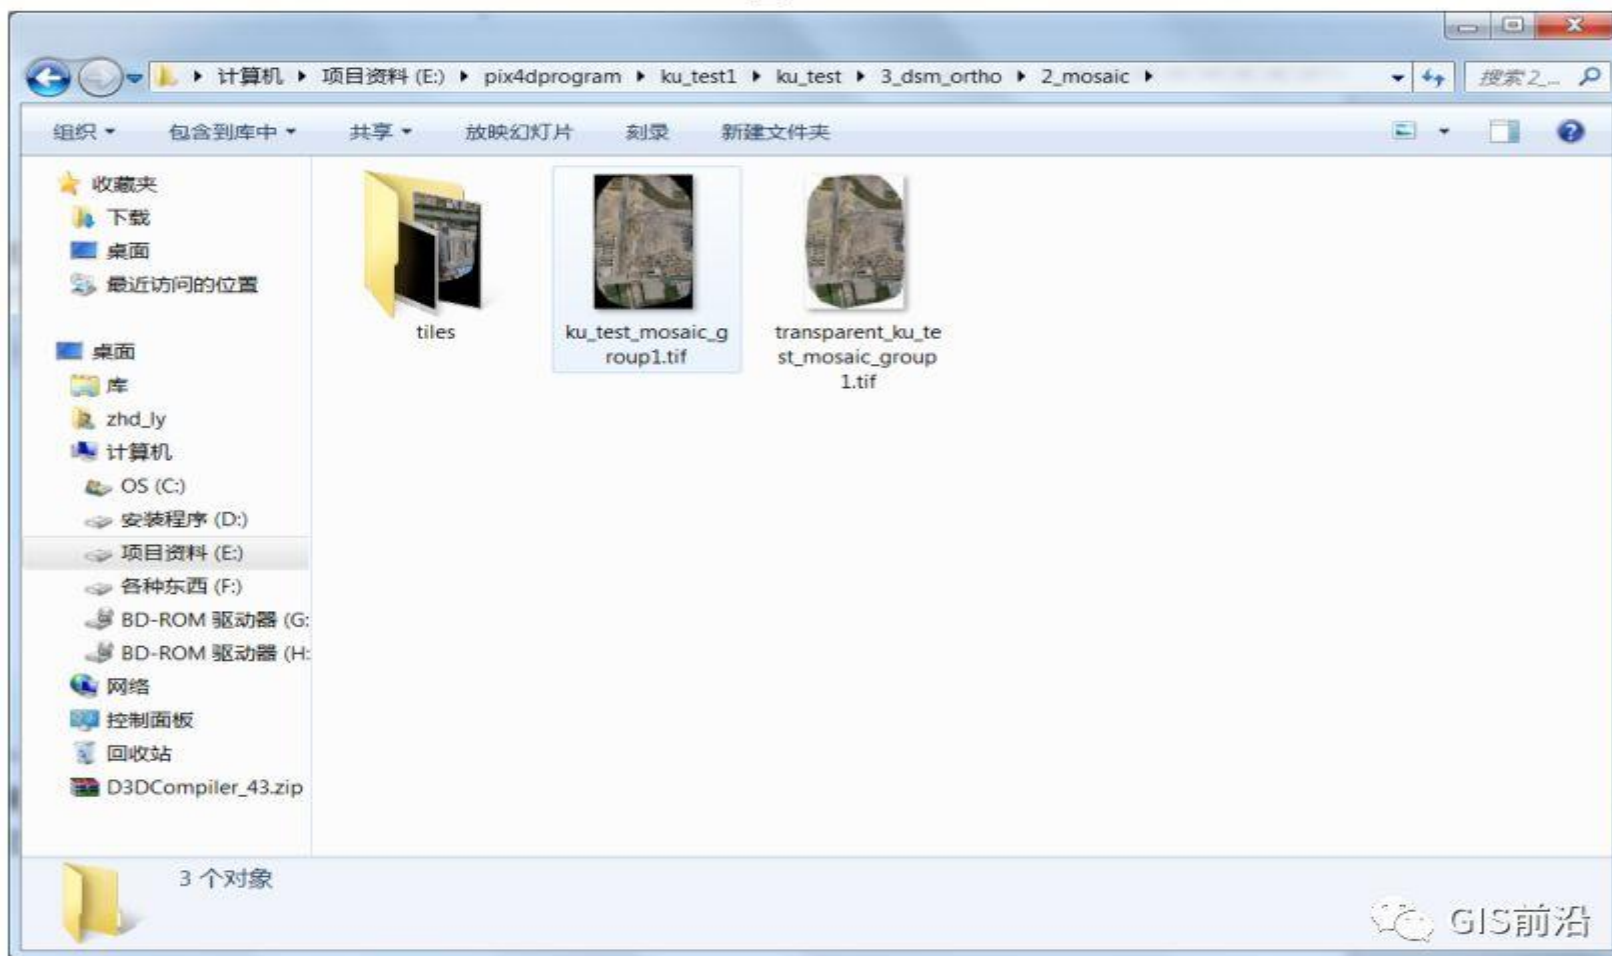 计算机 项目资料 (E:) pix4dprogram ku_test1 ku_test 3_dsm_ortho 2_mosaic
搜索 2_...
组织 包含到库中 共享 放映幻灯片 刻录 新建文件夹
收藏夹
下载
桌面
最近访问的位置
桌面
库
zhd_ly
计算机
OS (C:)
安装程序 (D:)
项目资料 (E:)
各种东西 (F:)
BD-ROM 驱动器 (G:
BD-ROM 驱动器 (H:
网络
控制面板
回收站
D3DCompiler_43.zip
tiles
ku_test_mosaic_g
roup1.tif
transparent_ku_te
st_mosaic_group
1.tif
3 个对象
GIS前沿